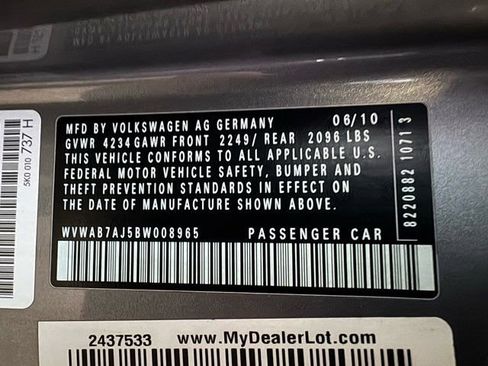 06/10
MFD BY VOLKSWAGEN AG GERMANY
GVWR 4234 GAWR FRONT 2249/ REAR 2096 LBS
THIS VEHICLE CONFORMS TO ALL APPLICABLE U.S.
FEDERAL MOTOR VEHICLE SAFETY, BUMPER AND
THEFT PREVENTION STANDARDS IN EFFECT ON
THE DATE OF MANUFACTURE SHOWN ABOVE.
WVWAB7AJ5BW008965 PASSENGER CAR
8220882 1071 3
5K0 010 737 H
2437533 www.MyDealerLot.com